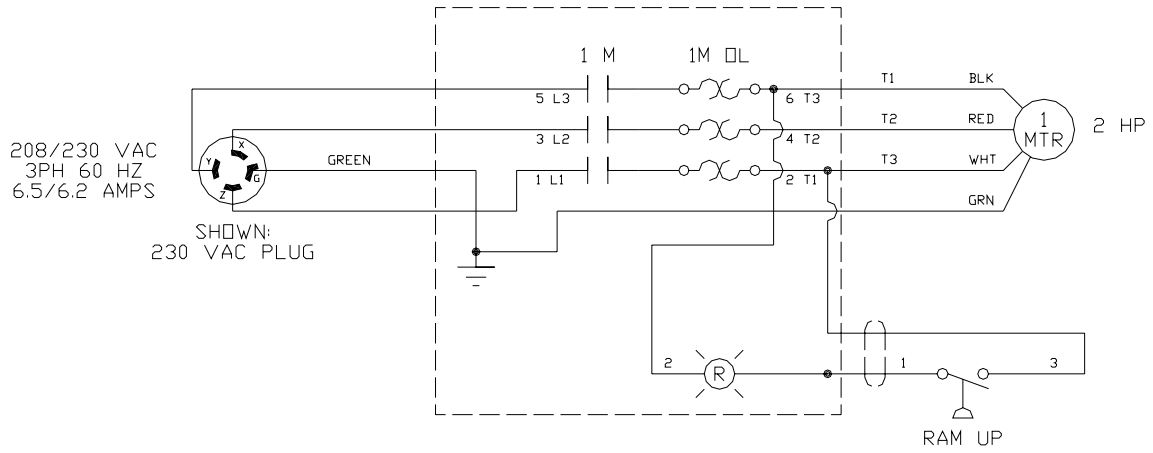 1 M
1M OL
T1
BLK
5 L3
6 T3
T2
RED
1
MTR
2 HP
X
3 L2
4 T2
208/230 VAC
3PH 60 HZ
6.5/6.2 AMPS
Y
G
Z
GREEN
T3
WHT
1 L1
2 T1
GRN
SHOWN:
230 VAC PLUG
2
R
1
3
RAM UP